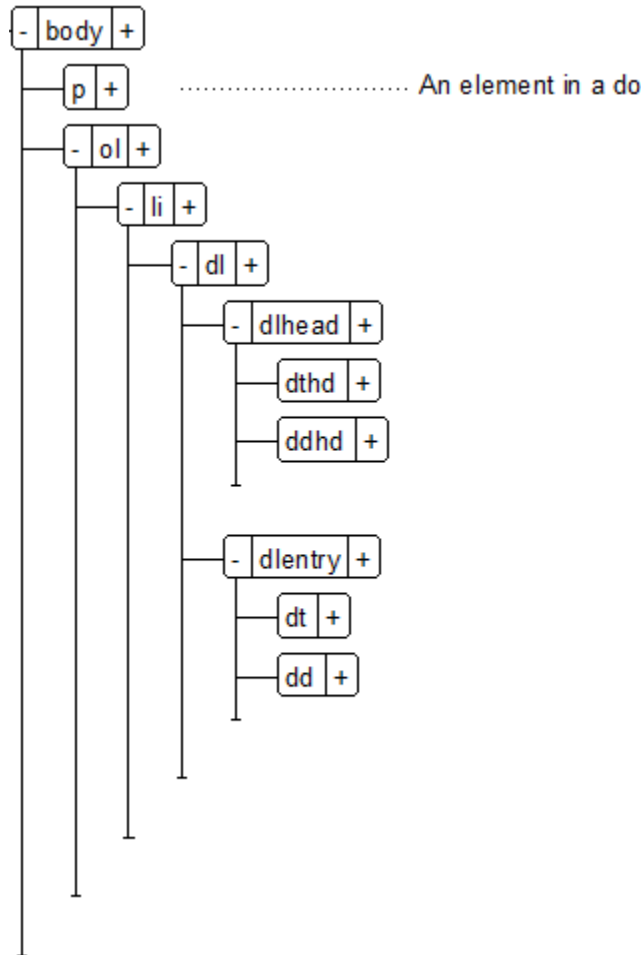 - body +
p + ........................ An element in a do
- ol +
- li +
- dl +
- dlhead +
dthd +
ddhd +
- dlentry +
dt +
dd +